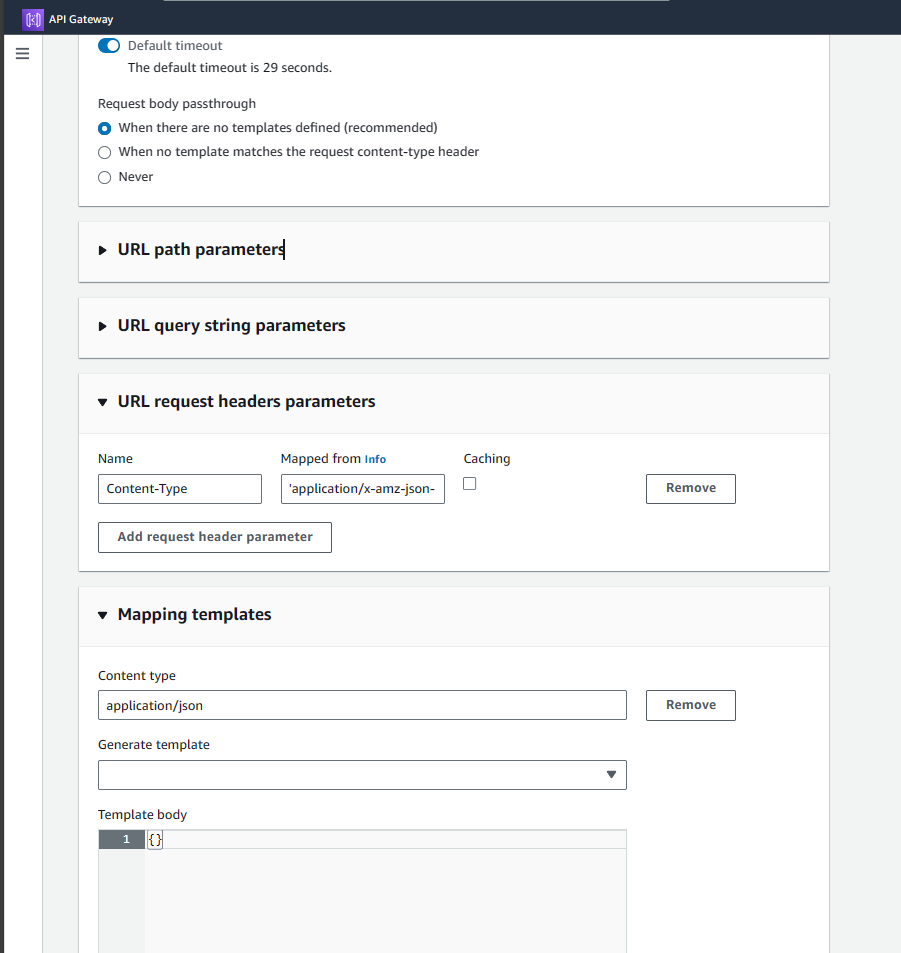 API Gateway
Default timeout
The default timeout is 29 seconds.
Request body passthrough
When there are no templates defined (recommended)
When no template matches the request content-type header
Never
URL path parameters
URL query string parameters
URL request headers parameters
Name Mapped from Info Caching
Content-Type 'application/x-amz-json- Remove
Add request header parameter
Mapping templates
Content type
application/json Remove
Generate template
Template body
1 {}